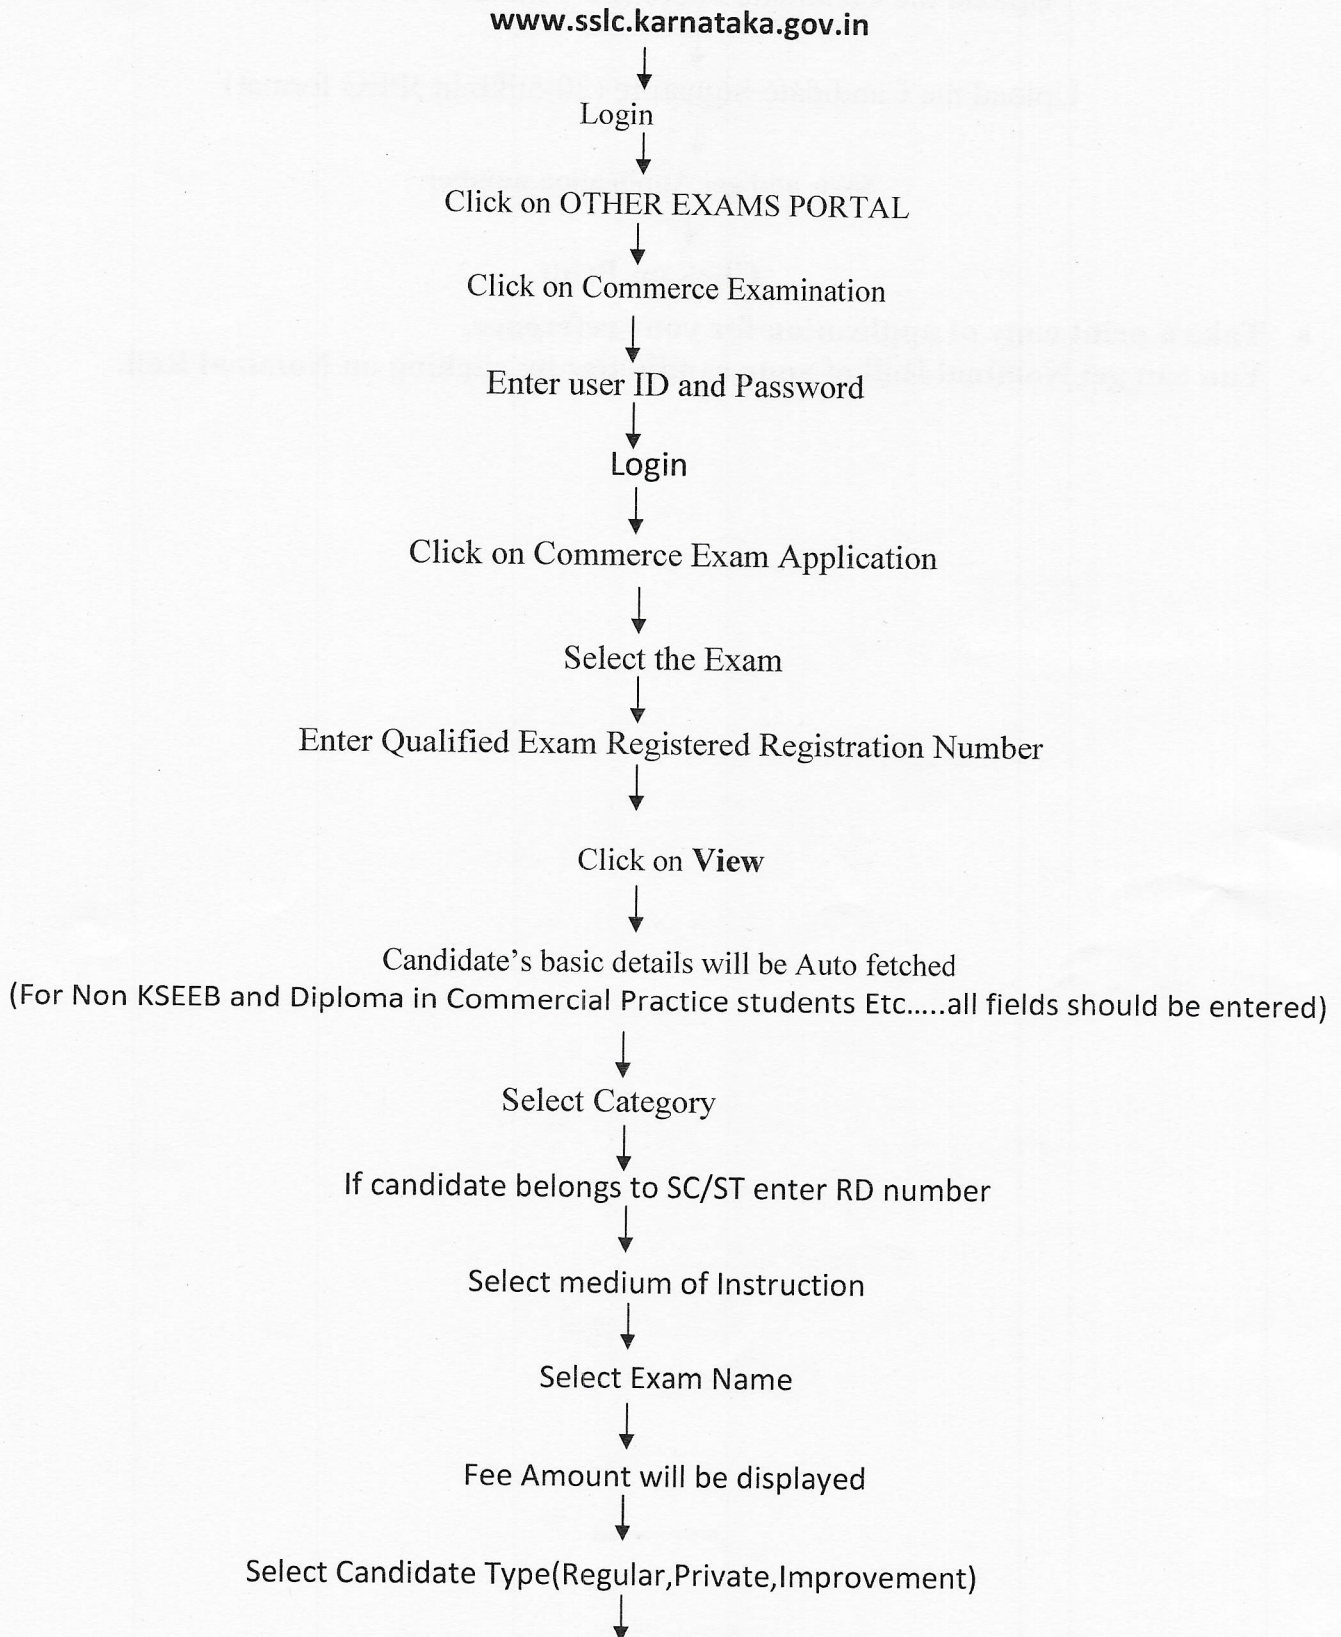 www.sslc.karnataka.gov.in
Login
Click on OTHER EXAMS PORTAL
Click on Commerce Examination
Enter user ID and Password
Login
Click on Commerce Exam Application
Select the Exam
Enter Qualified Exam Registered Registration Number
Click on View
Candidate's basic details will be Auto fetched
(For Non KSEEB and Diploma in Commercial Practice students Etc.....all fields should be entered)
Select Category
If candidate belongs to SC/ST enter RD number
Select medium of Instruction
Select Exam Name
Fee Amount will be displayed
Select Candidate Type(Regular,Private,Improvement)